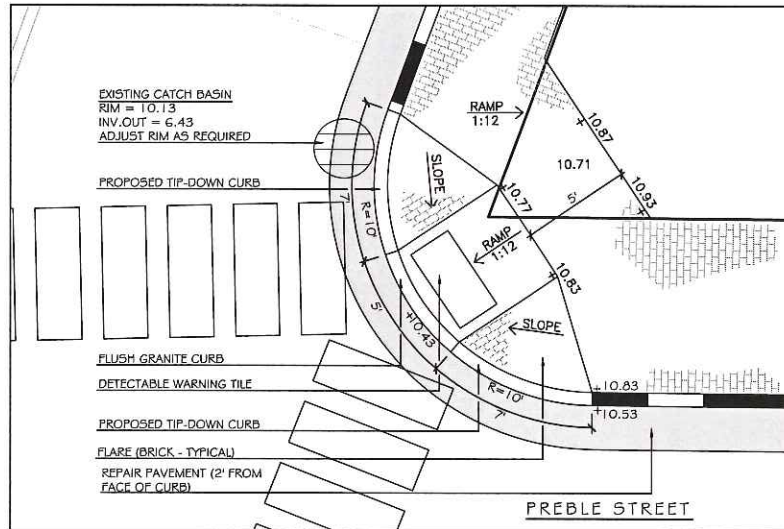 EXISTING CATCH BASIN
RIM = 10.13
INV.OUT = 6.43
ADJUST RIM AS REQUIRED
PROPOSED TIP-DOWN CURB
FLUSH GRANITE CURB
DETECTABLE WARNING TILE
PROPOSED TIP-DOWN CURB
FLARE (BRICK - TYPICAL)
REPAIR PAVEMENT (2' FROM
FACE OF CURB)
RAMP
1:12
10.87
10.71
10.93
5'
SLOPE
10.77
7'
R=10'
RAMP
1:12
10.83
5'
+10.43
SLOPE
R=10'
7'
+10.83
+10.53
PREBLE STREET